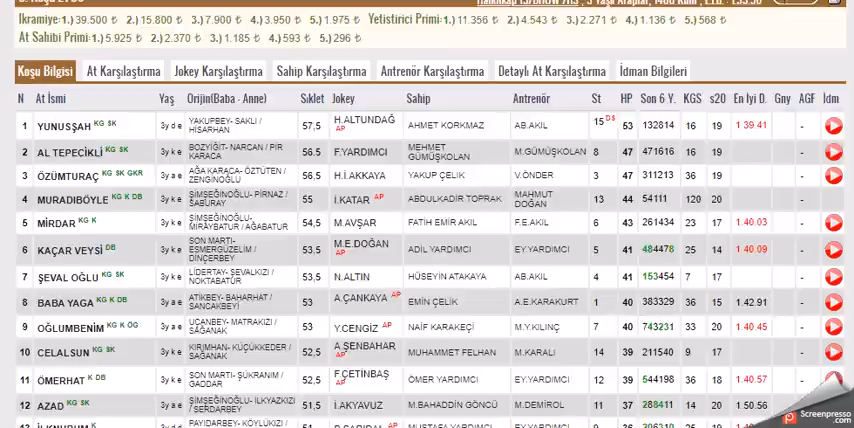 Ikramiye: 1.) 39.500 ₺ 2.) 15.800 ₺ 3.) 7.900 ₺ 4.) 3.950 ₺ 5.) 1.975 ₺ Yetistirici Primi: 1.) 11.356 ₺ 2.) 4.543 ₺ 3.) 2.271 ₺ 4.) 1.136 ₺ 5.) 568 ₺
At Sahibi Primi: 1.) 5.925 ₺ 2.) 2.370 ₺ 3.) 1.185 ₺ 4.) 593 ₺ 5.) 296 ₺
Koşu Bilgisi At Karşılaştırma Jokey Karşılaştırma Sahip Karşılaştırma Antrenör Karşılaştırma Detaylı At Karşılaştırma İdman Bilgileri
N At İsmi Yaş Orijin(Baba - Anne) Sıklet Jokey Sahip Antrenör St HP Son 6 Y. KGS s20 En İyi D. Gny AGF İdm
1 YUNUSŞAH KG SK 3y d e YAKUPBEY- SAKLI / HİSARHAN 57,5 H.ALTUNDAĞ AP AHMET KORKMAZ AB.AKIL 15 DS 53 132814 16 19 1.39.41 -
2 AL TEPECİKLİ KG SK 3y k e BOZYİĞİT- NARCAN / PİR KARACA 56,5 F.YARDIMCI MEHMET GÜMÜŞKOLAN M.GÜMÜŞKOLAN 8 47 471616 16 19 -
3 ÖZÜMTURAÇ KG SK GKR 3y a e AĞA KARACA- ÖZTÜTEN / ZENGİNOĞLU 56,5 H.İ.AKKAYA YAKUP ÇELİK V.ÖNDER 3 47 311213 36 19 -
4 MURADIBÖYLE KG K DB 3y k e ŞİMŞEĞİNOĞLU- PİRNAZ / SABURAY 55 İ.KATAR AP ABDULKADİR TOPRAK MAHMUT DOĞAN 13 44 54111 120 20 -
5 MİRDAR KG K 3y k e ŞİMŞEĞİNOĞLU- MİRAYBATUR / AĞABATUR 54,5 M.AVŞAR FATİH EMİR AKIL F.E.AKIL 6 43 261434 23 17 1.40.03 -
6 KAÇAR VEYSİ DB 3y k e SON MARTI- ESMERGÜZELİM / DİNÇERBEY 53,5 M.E.DOĞAN AP ADİL YARDIMCI EY.YARDIMCI 5 41 484478 25 14 1.40.09 -
7 ŞEVAL OĞLU KG SK 3y k e LİDERTAY- ŞEVALKIZI / NOKTABATUR 53,5 N.ALTIN HÜSEYİN ATAKAYA AB.AKIL 4 41 153454 7 17 -
8 BABA YAGA KG K DB 3y k e ATİKBEY- BAHARHAT / SANCAKBEYİ 53 A.ÇANKAYA AP EMİN ÇELİK A.E.KARAKURT 1 40 383329 36 15 1.42.91 -
9 OĞLUMBENİM KG K ÖG 3y a e UÇANBEY- MATRAKIZI / SAĞANAK 53 Y.CENGİZ AP NAİF KARAKEÇİ M.Y.KILINÇ 7 40 743231 33 20 1.40.45 -
10 CELALSUN KG SK 3y k e KIRIMHAN- KÜÇÜKKEDER / SAĞANAK 52,5 A.ŞENBAHAR AP MUHAMMET FELHAN M.KARALI 14 39 211540 9 17 -
11 ÖMERHAT K DB 3y k e SON MARTI- ŞÜKRANIM / GADDAR 52,5 F.ÇETİNBAŞ AP ÖMER YARDIMCI EY.YARDIMCI 12 39 544198 36 18 1.40.57 -
12 AZAD KG SK 3y a e ŞİMŞEĞİNOĞLU- İLKYAZKIZI / SERDARBEY 51,5 İ.AKYAVUZ M.BAHADDİN GÖNCÜ M.DEMİROL 11 37 288411 14 20 1.50.56 -
Screenpresso.com